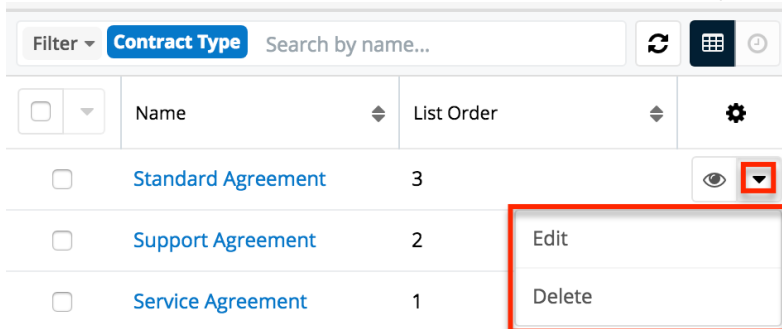 Filter Contract Type Search by name...
Name List Order
Standard Agreement 3
Support Agreement 2 Edit
Service Agreement 1 Delete